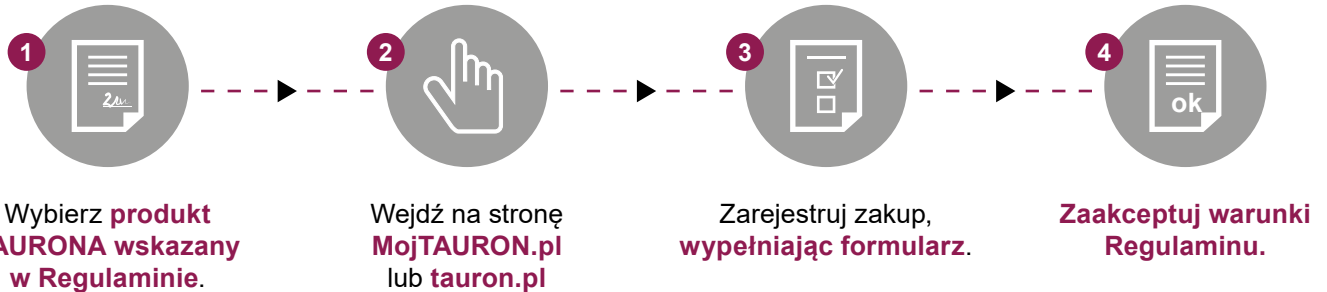 1
2
3
4
ok
Wybierz produkt
AURONA wskazany
w Regulaminie.
Wejdź na stronę
MojTAURON.pl
lub tauron.pl
Zarejestruj zakup,
wypełniając formularz.
Zaakceptuj warunki
Regulaminu.